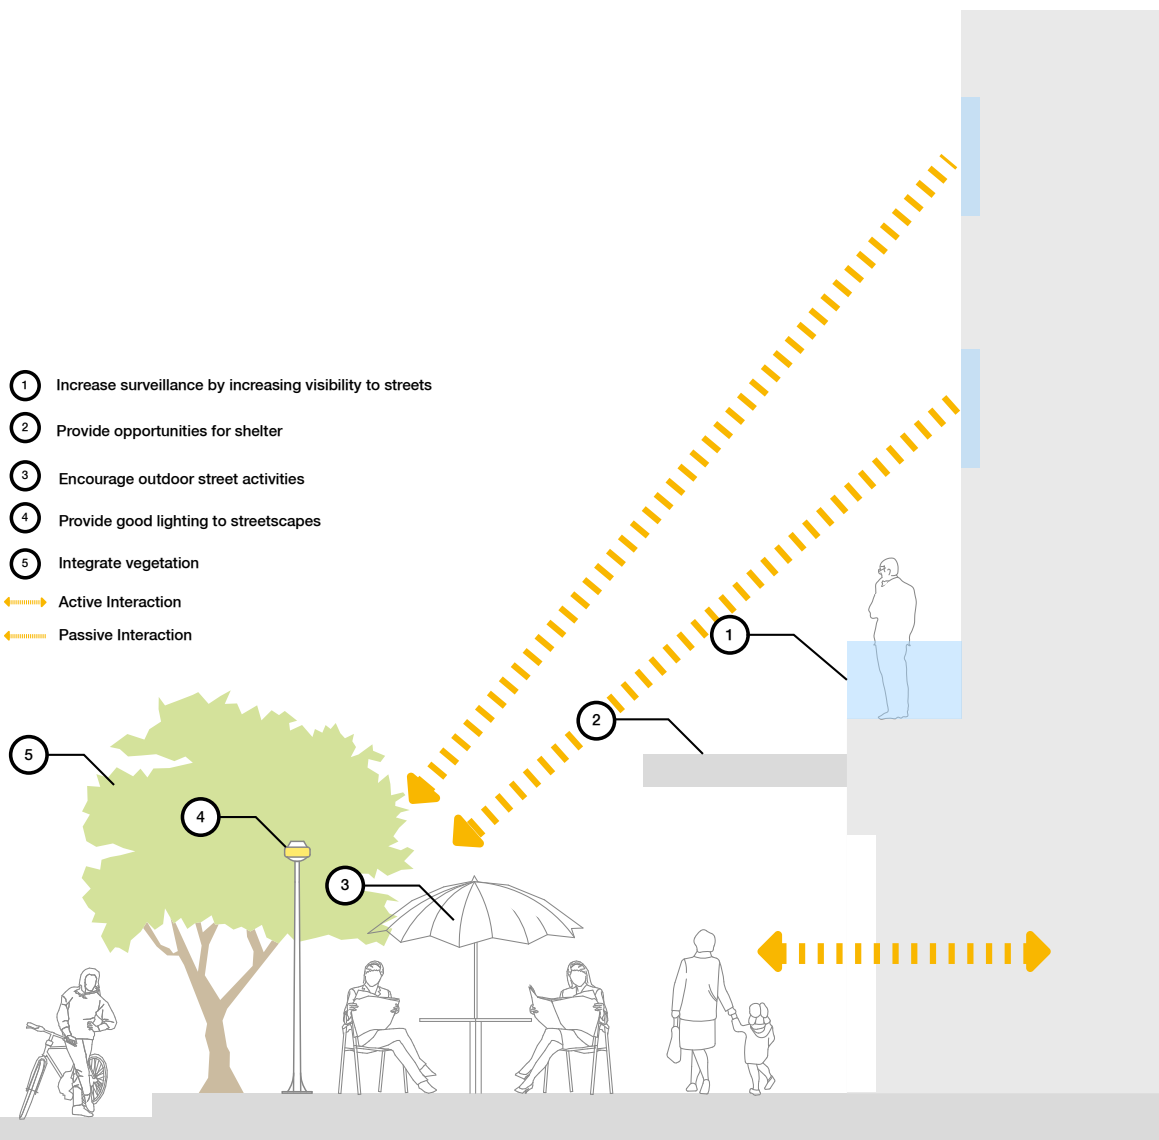 1 Increase surveillance by increasing visibility to streets
2 Provide opportunities for shelter
3 Encourage outdoor street activities
4 Provide good lighting to streetscapes
5 Integrate vegetation
Active Interaction
Passive Interaction
1
2
5
4
3